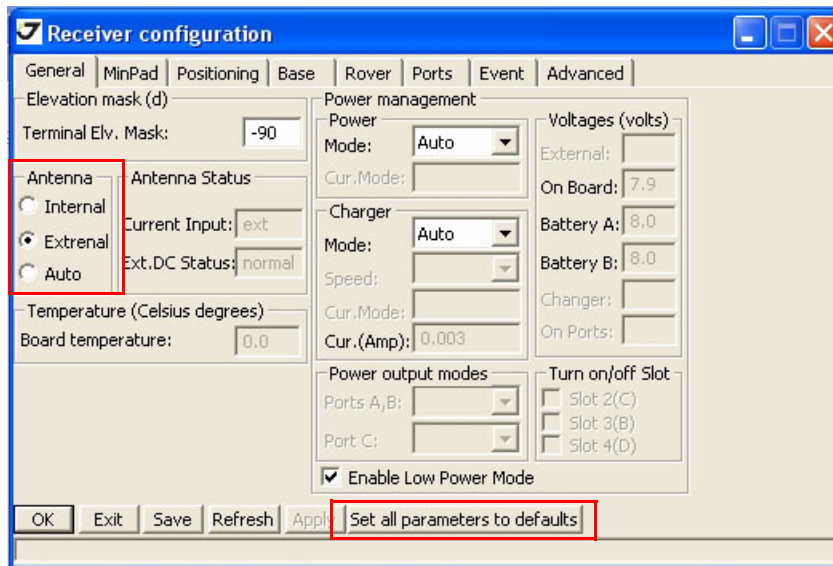 Receiver configuration
General MinPad Positioning Base Rover Ports Event Advanced
Elevation mask (d)
Terminal Elv. Mask: -90
Antenna
Internal
Extrenal
Auto
Antenna Status
Current Input: ext
Ext.DC Status: normal
Temperature (Celsius degrees)
Board temperature: 0.0
Power management
Power
Mode: Auto
Cur.Mode:
Charger
Mode: Auto
Speed:
Cur.Mode:
Cur.(Amp): 0.003
Power output modes
Ports A,B:
Port C:
Enable Low Power Mode
Voltages (volts)
External:
On Board: 7.9
Battery A: 8.0
Battery B: 8.0
Changer:
On Ports:
Turn on/off Slot
Slot 2(C)
Slot 3(B)
Slot 4(D)
OK Exit Save Refresh Apply Set all parameters to defaults